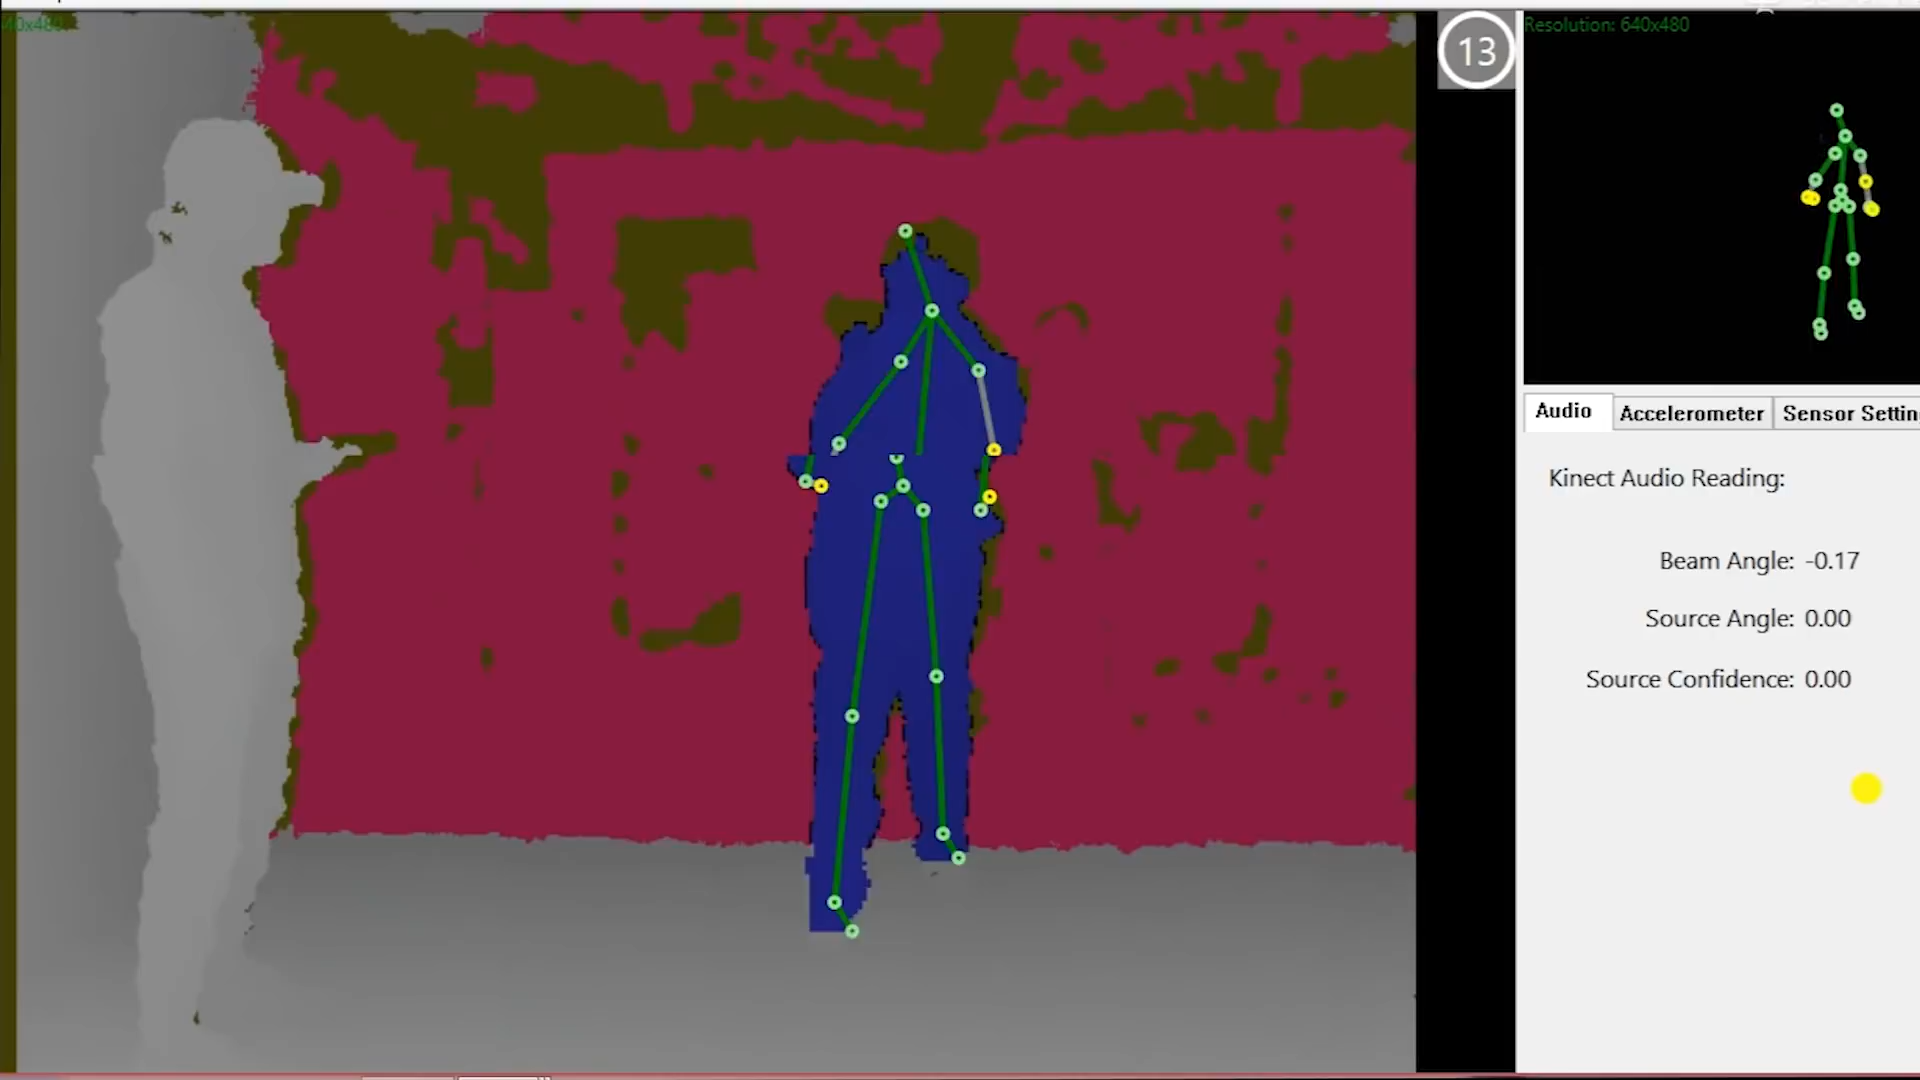 40x480
13
Resolution: 640x480
Audio
Accelerometer
Sensor Settin
Kinect Audio Reading:
Beam Angle: -0.17
Source Angle: 0.00
Source Confidence: 0.00